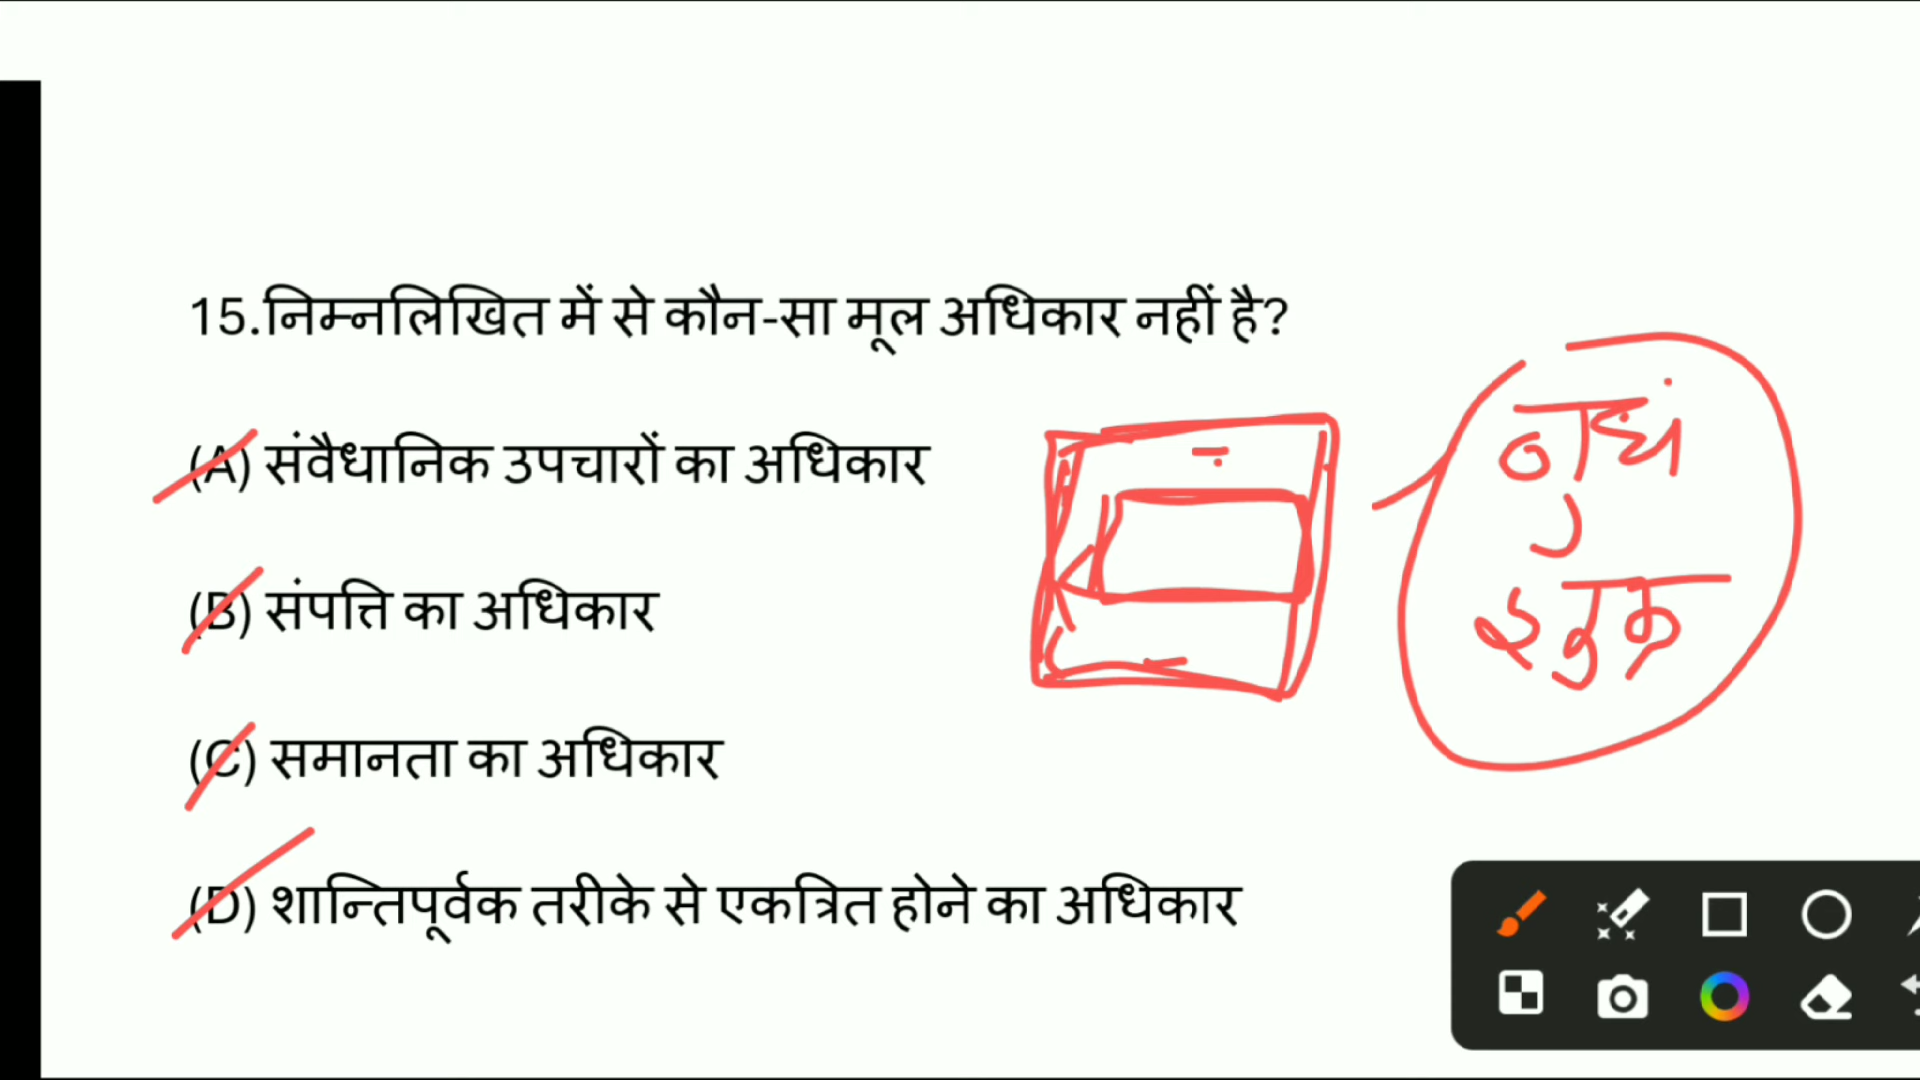 15.निम्नलिखित में से कौन-सा मूल अधिकार नहीं है?
(A) संवैधानिक उपचारों का अधिकार
(B) संपत्ति का अधिकार
(C) समानता का अधिकार
(D) शान्तिपूर्वक तरीके से एकत्रित होने का अधिकार